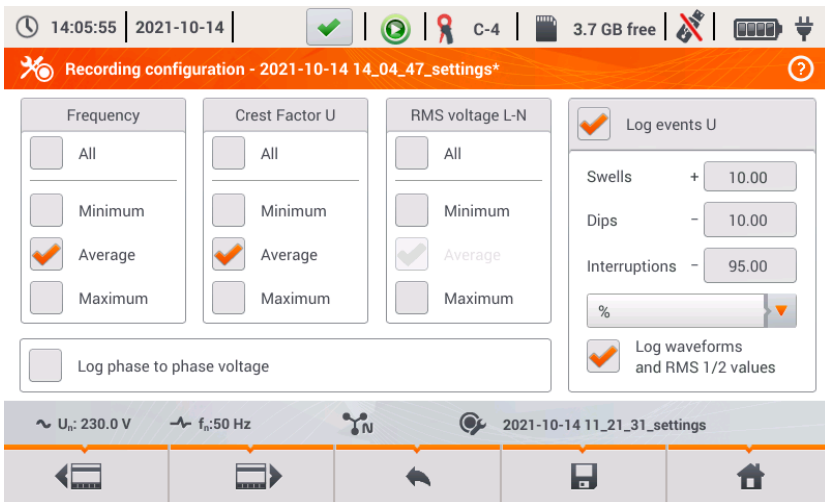 14:05:55 2021-10-14 C-4 3.7 GB free
Recording configuration - 2021-10-14 14_04_47_settings* ?
Frequency
All
Minimum
Average
Maximum
Crest Factor U
All
Minimum
Average
Maximum
RMS voltage L-N
All
Minimum
Average
Maximum
Log phase to phase voltage
Log events U
Swells + 10.00
Dips - 10.00
Interruptions - 95.00
%
Log waveforms
and RMS 1/2 values
Un: 230.0 V fn:50 Hz N 2021-10-14 11_21_31_settings